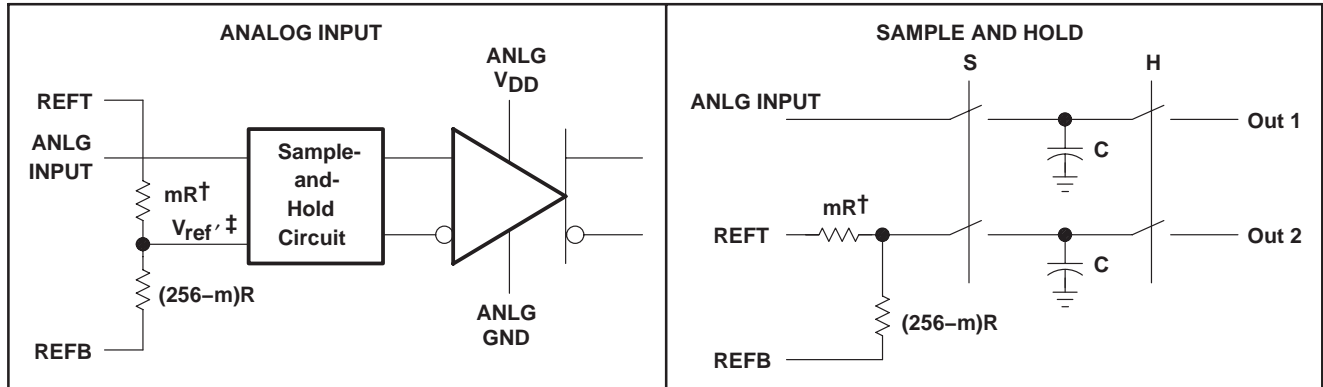 ANALOG INPUT
ANLG
VDD
REFT
ANLG
INPUT
Sample-
and-
Hold
Circuit
mR†
Vref′ ‡
(256–m)R
REFB
ANLG
GND
SAMPLE AND HOLD
S
H
ANLG INPUT
Out 1
C
mR†
REFT
Out 2
C
(256–m)R
REFB